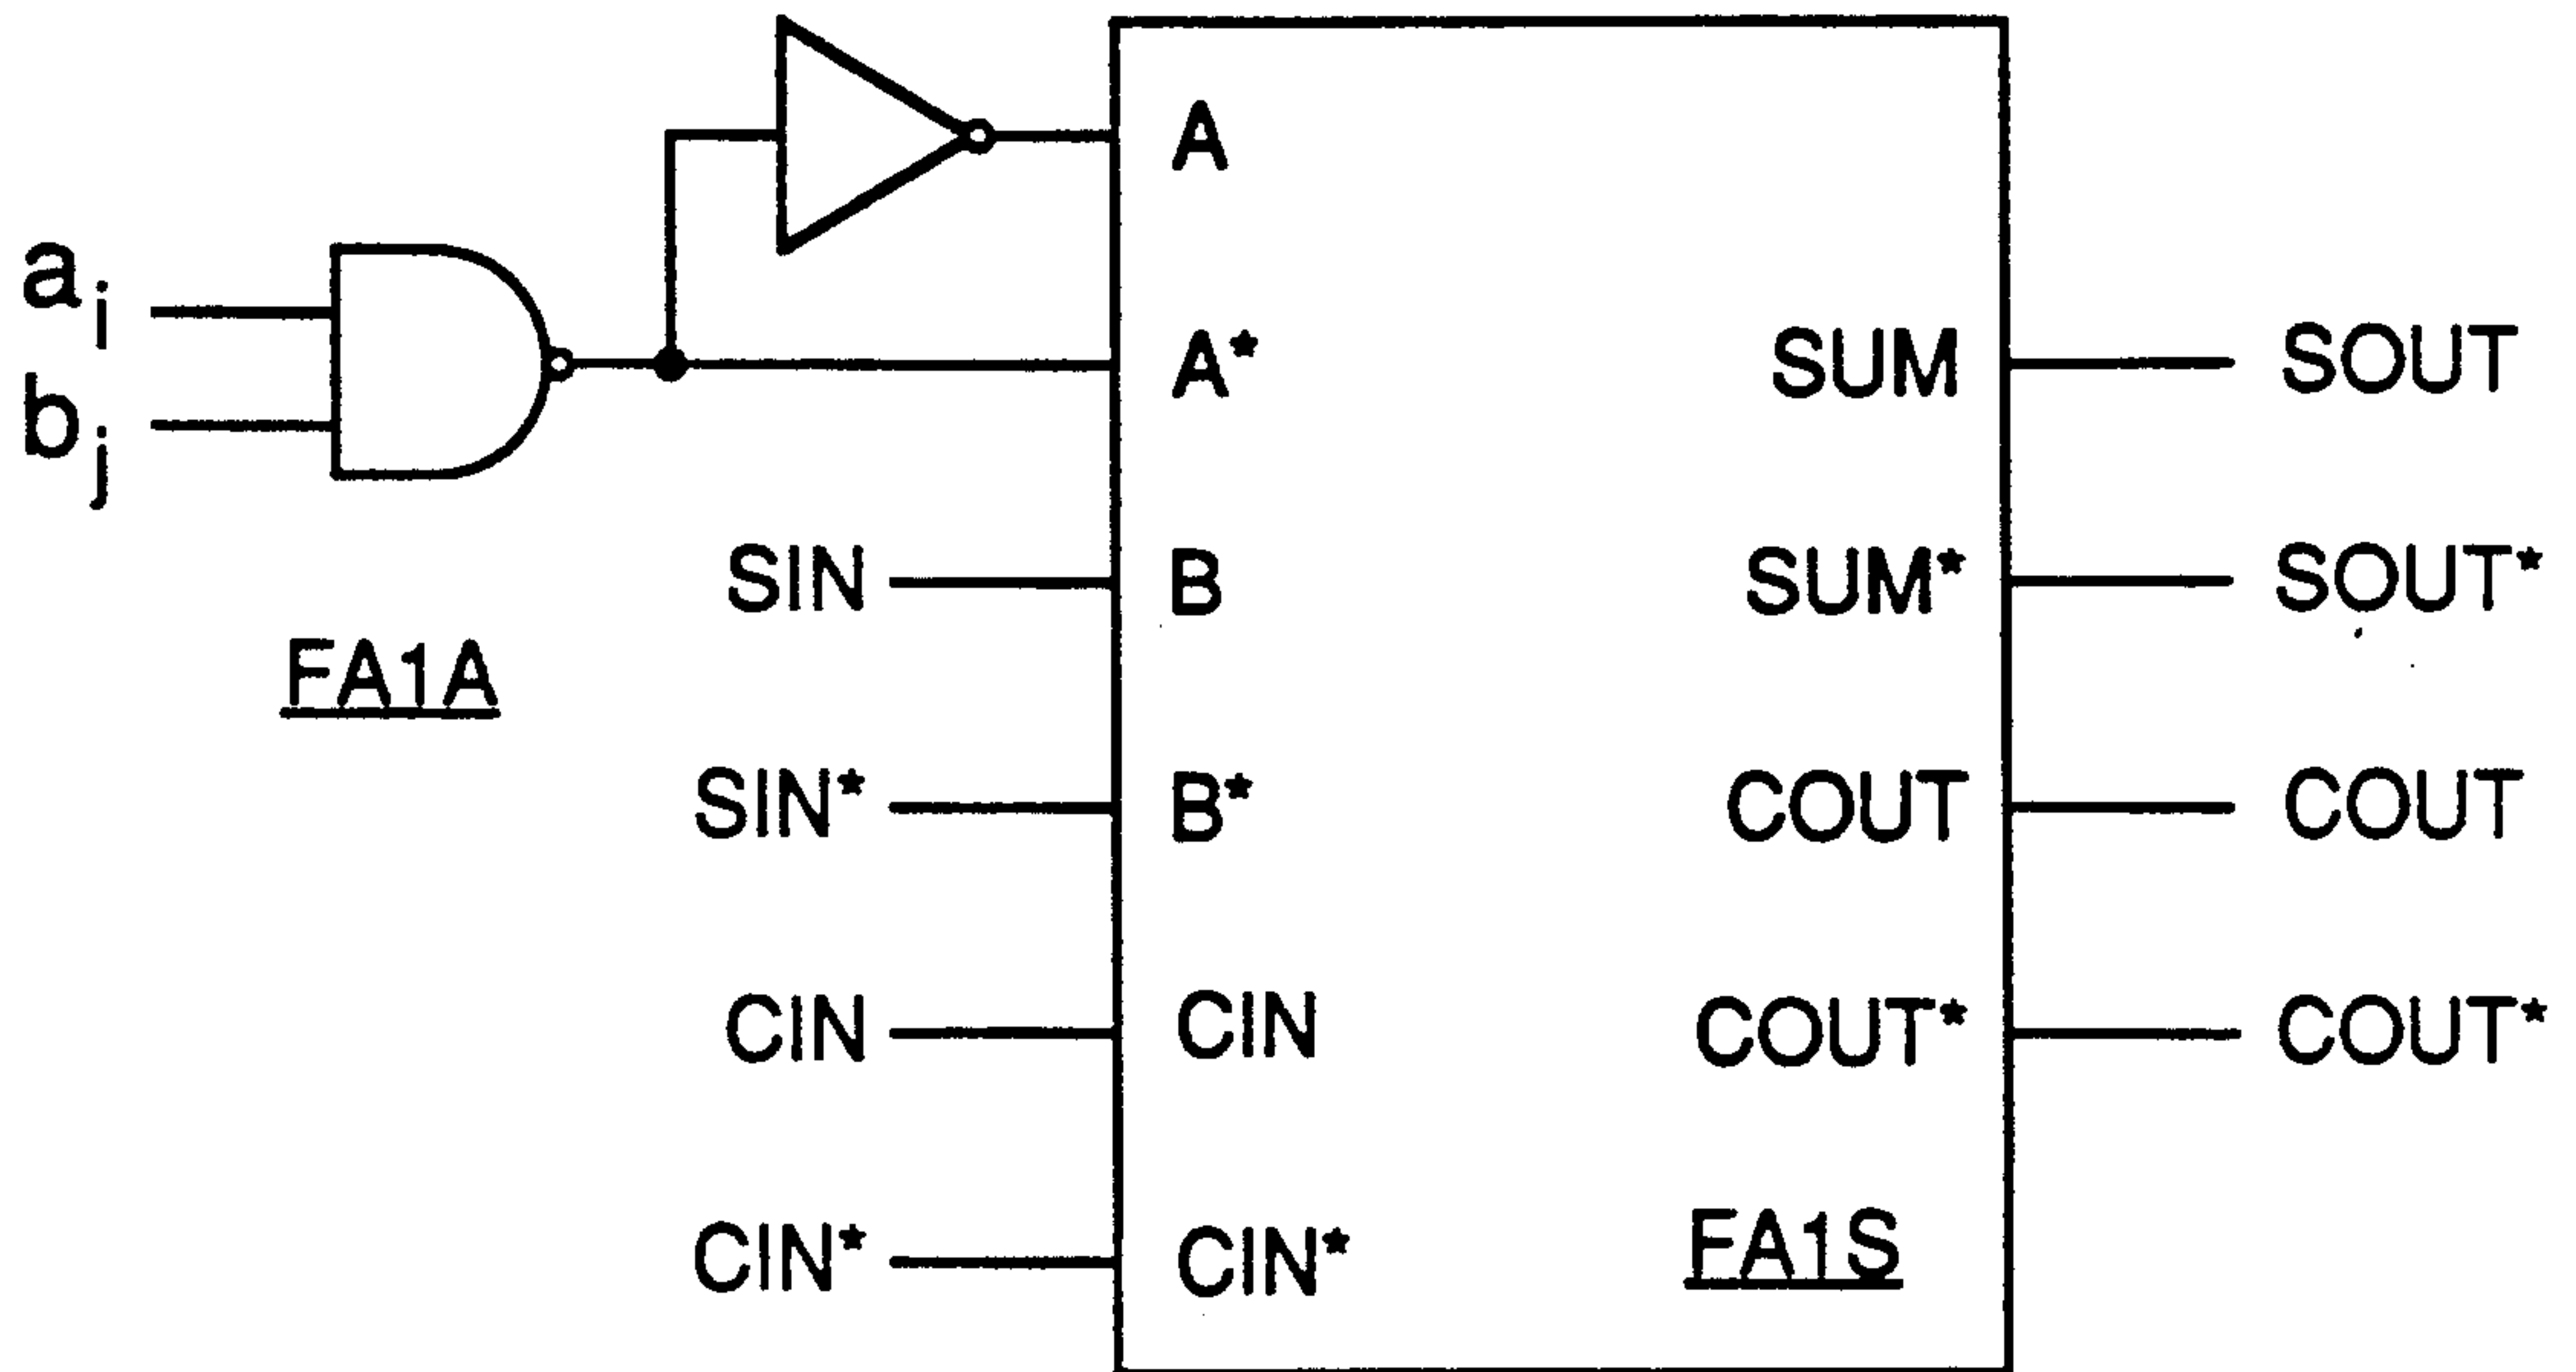 A
a_i
A*
SUM
SOUT
b_j
SIN
B
SUM*
SOUT*
FA1A
SIN*
B*
COUT
COUT
CIN
CIN
COUT*
COUT*
CIN*
CIN*
FA1S